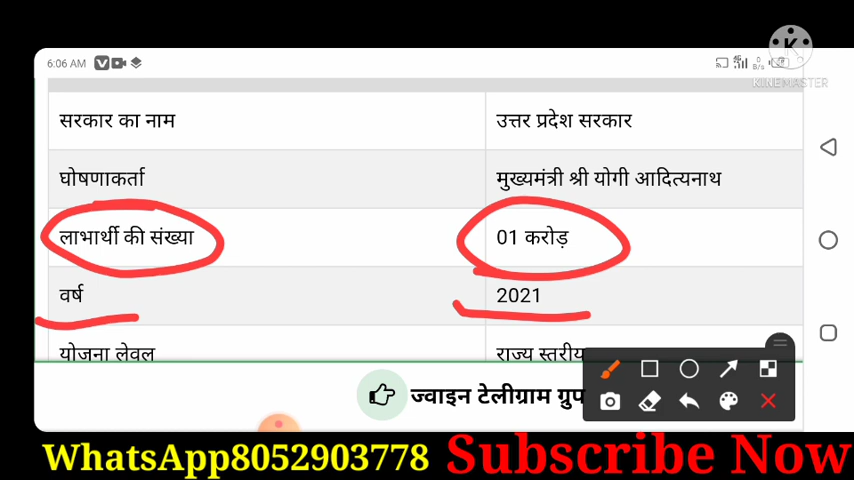 6:06 AM
KINEMASTER
सरकार का नाम उत्तर प्रदेश सरकार
घोषणाकर्ता मुख्यमंत्री श्री योगी आदित्यनाथ
लाभार्थी की संख्या 01 करोड़
वर्ष 2021
योजना लेवल राज्य स्तरीय
ज्वाइन टेलीग्राम ग्रुप
WhatsApp8052903778 Subscribe Now